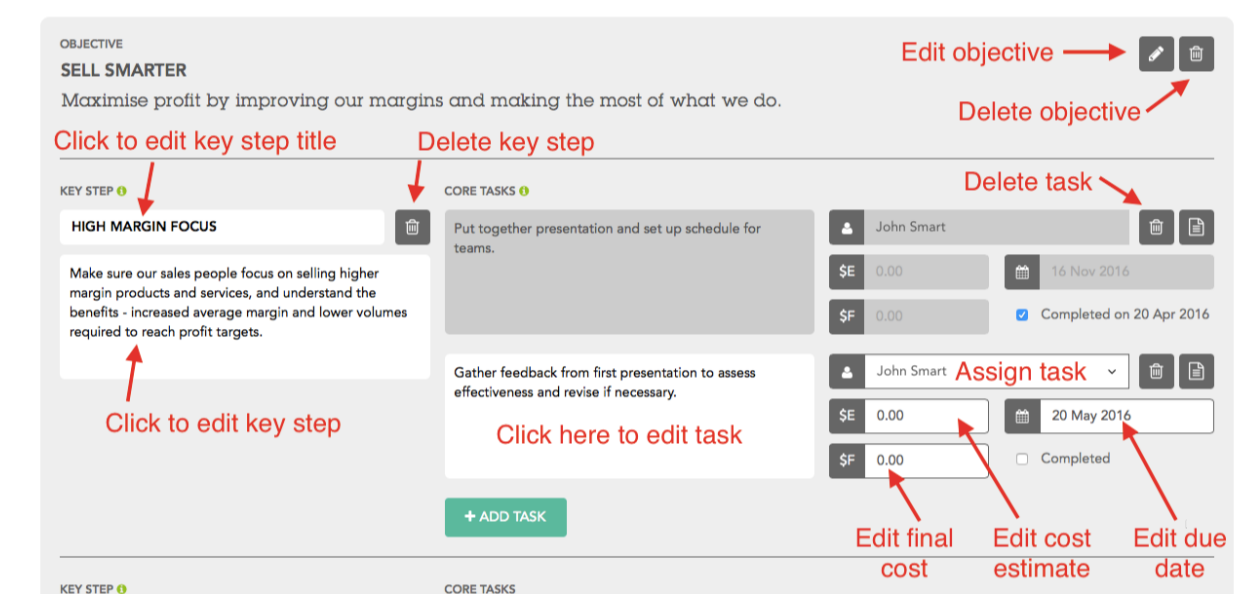 OBJECTIVE
Edit objective
SELL SMARTER
Maximise profit by improving our margins and making the most of what we do.
Delete objective
Click to edit key step title
Delete key step
KEY STEP
CORE TASKS
Delete task
HIGH MARGIN FOCUS
Make sure our sales people focus on selling higher
margin products and services, and understand the
benefits - increased average margin and lower volumes
required to reach profit targets.
Click to edit key step
Put together presentation and set up schedule for
teams.
John Smart
$E 0.00
16 Nov 2016
$F 0.00
Completed on 20 Apr 2016
Gather feedback from first presentation to assess
effectiveness and revise if necessary.
Click here to edit task
John Smart
Assign task
$E 0.00
20 May 2016
$F 0.00
Completed
+ ADD TASK
Edit final
cost
Edit cost
estimate
Edit due
date
KEY STEP
CORE TASKS